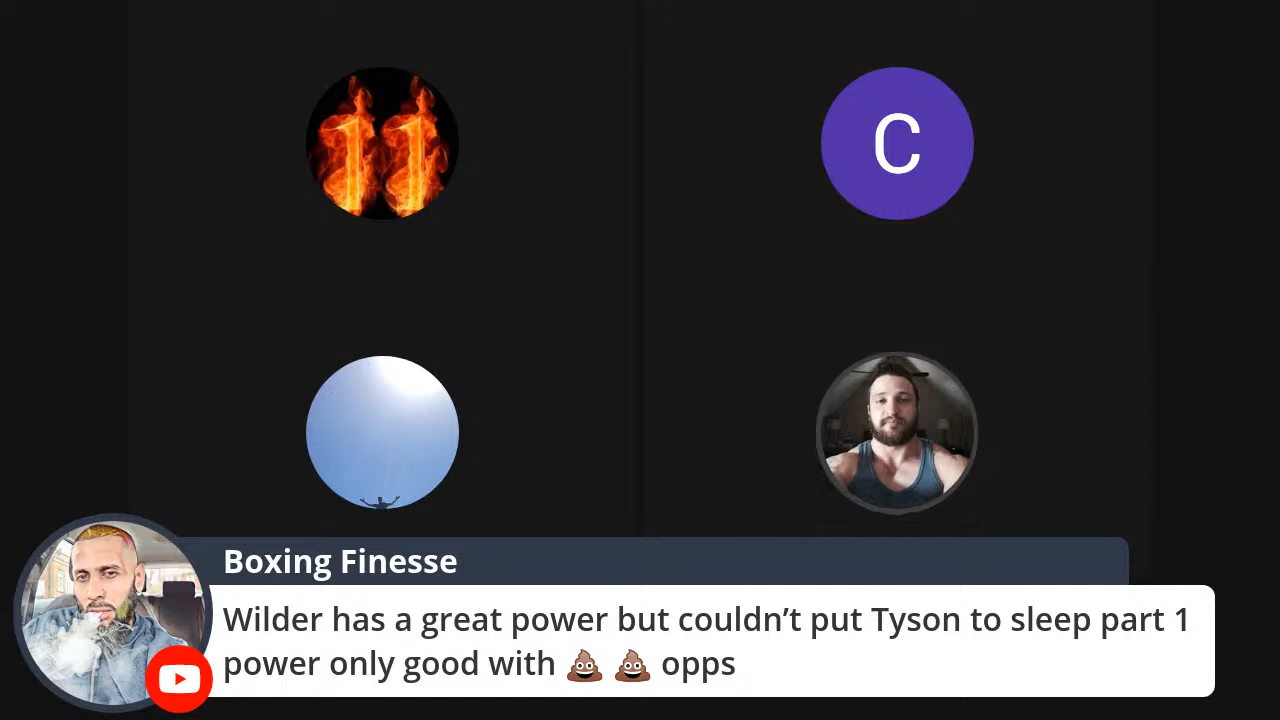 11
C
Boxing Finesse
Wilder has a great power but couldn’t put Tyson to sleep part 1
power only good with 💩 💩 opps